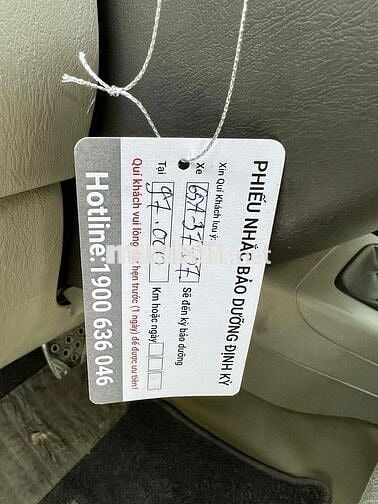 PHIẾU NHẮC BẢO DƯỠNG ĐỊNH KỲ
Xin Quí Khách lưu ý:
Xe Sẽ đến kỳ bảo dưỡng
Tại 97.000 Km hoặc ngày
Quí khách vui lòng hẹn trước (1 ngày) để được ưu tiên!
Hotline:1900 636 046